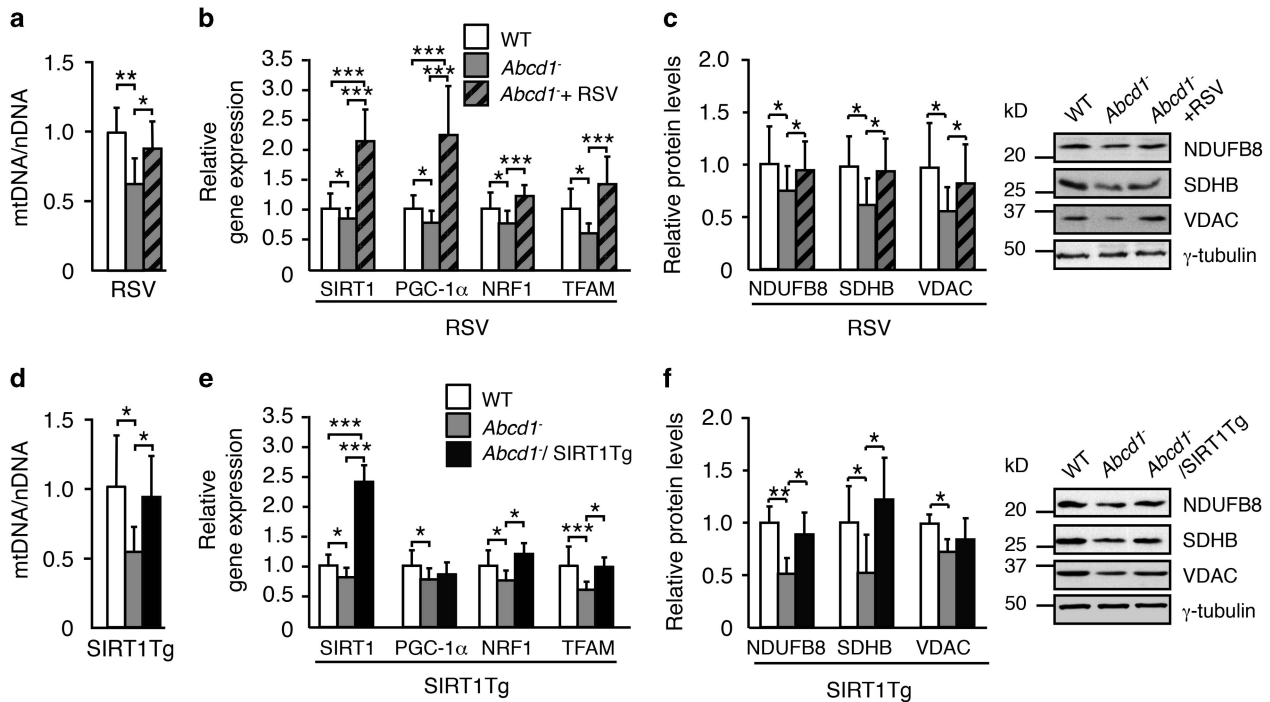 a
mtDNA/nDNA
1.5
1.0
0.5
0
**
*
RSV
b
Relative
gene expression
3.5
3.0
2.5
2.0
1.5
1.0
0.5
0
***
***
*
***
***
*
*
***
*
***
WT
Abcd1-
Abcd1-+ RSV
SIRT1 PGC-1α NRF1 TFAM
RSV
c
Relative protein levels
2.0
1.5
1.0
0.5
0
* * * * * *
NDUFB8 SDHB VDAC
RSV
kD WT Abcd1- Abcd1- +RSV
20 NDUFB8
25 SDHB
37 VDAC
50 γ-tubulin
d
mtDNA/nDNA
1.5
1.0
0.5
0
*
*
SIRT1Tg
e
Relative
gene expression
3.5
3.0
2.5
2.0
1.5
1.0
0.5
0
***
***
*
*
*
*
***
*
WT
Abcd1-
Abcd1-/ SIRT1Tg
SIRT1 PGC-1α NRF1 TFAM
SIRT1Tg
f
Relative protein levels
2.0
1.5
1.0
0.5
0
** * * * *
NDUFB8 SDHB VDAC
SIRT1Tg
kD WT Abcd1- Abcd1- /SIRT1Tg
20 NDUFB8
25 SDHB
37 VDAC
50 γ-tubulin